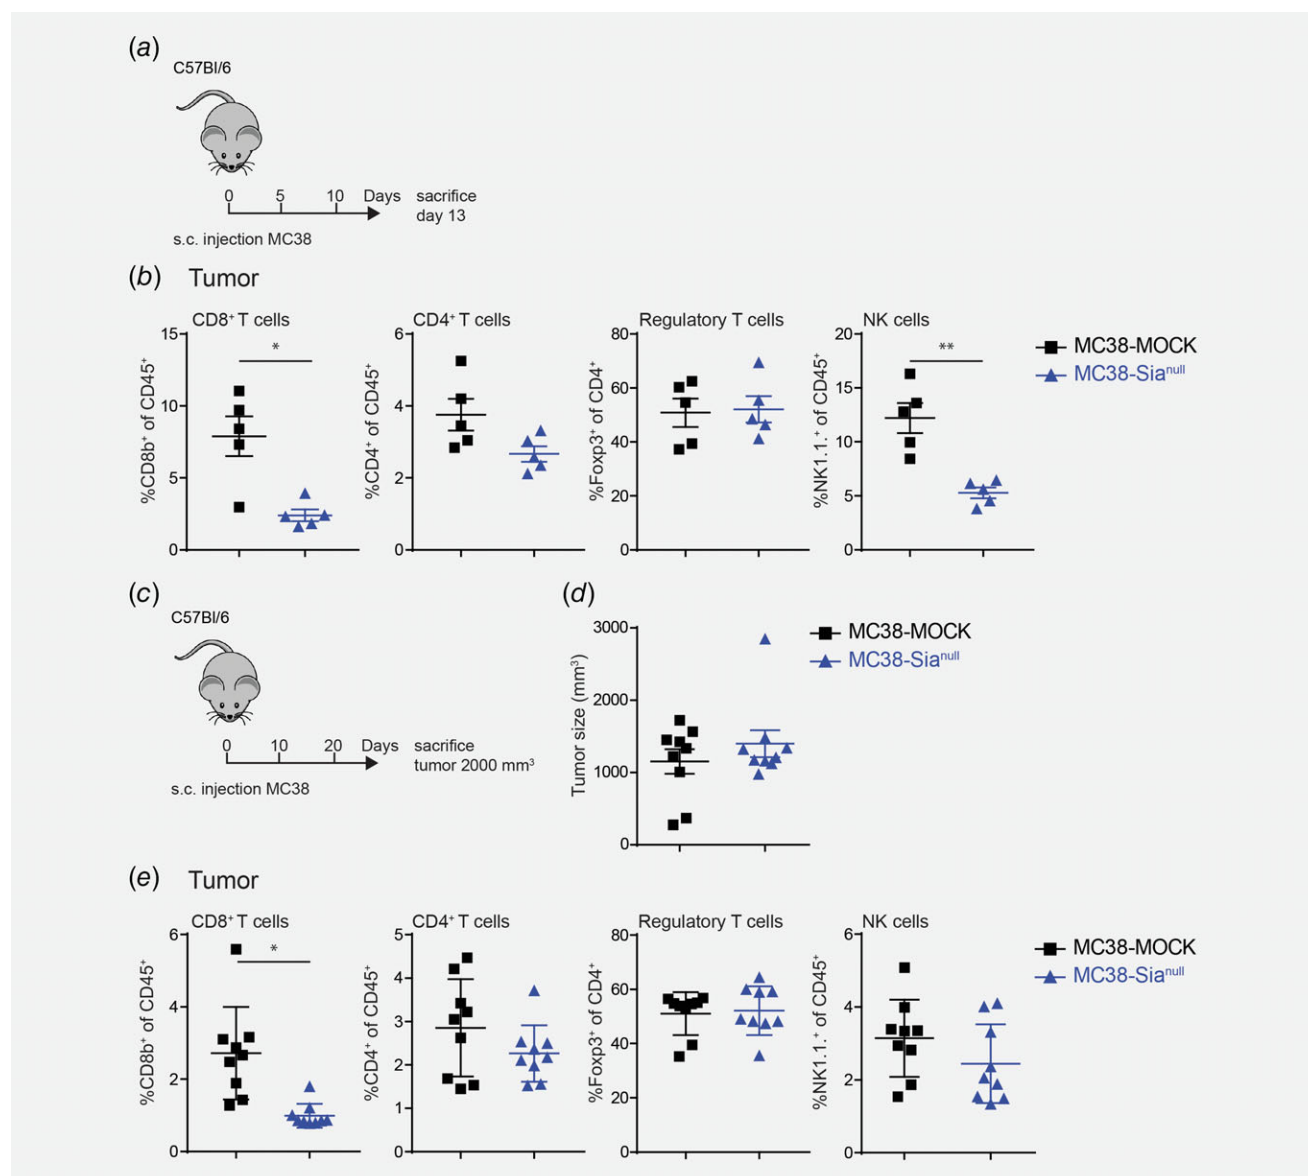 (a)
C57Bl/6
0 5 10 Days sacrifice
day 13
s.c. injection MC38
(b) Tumor
CD8+ T cells
%CD8b+ of CD45+
15
10
5
0
*
CD4+ T cells
%CD4+ of CD45+
6
4
2
0
Regulatory T cells
%Foxp3+ of CD4+
80
60
40
20
0
NK cells
%NK1.1.+ of CD45+
20
15
10
5
0
**
MC38-MOCK
MC38-Sianull
(c)
C57Bl/6
0 10 20 Days sacrifice
tumor 2000 mm3
s.c. injection MC38
(d)
Tumor size (mm3)
3000
2000
1000
0
MC38-MOCK
MC38-Sianull
(e) Tumor
CD8+ T cells
%CD8b+ of CD45+
6
4
2
0
*
CD4+ T cells
%CD4+ of CD45+
5
4
3
2
1
0
Regulatory T cells
%Foxp3+ of CD4+
80
60
40
20
0
NK cells
%NK1.1.+ of CD45+
6
4
2
0
MC38-MOCK
MC38-Sianull